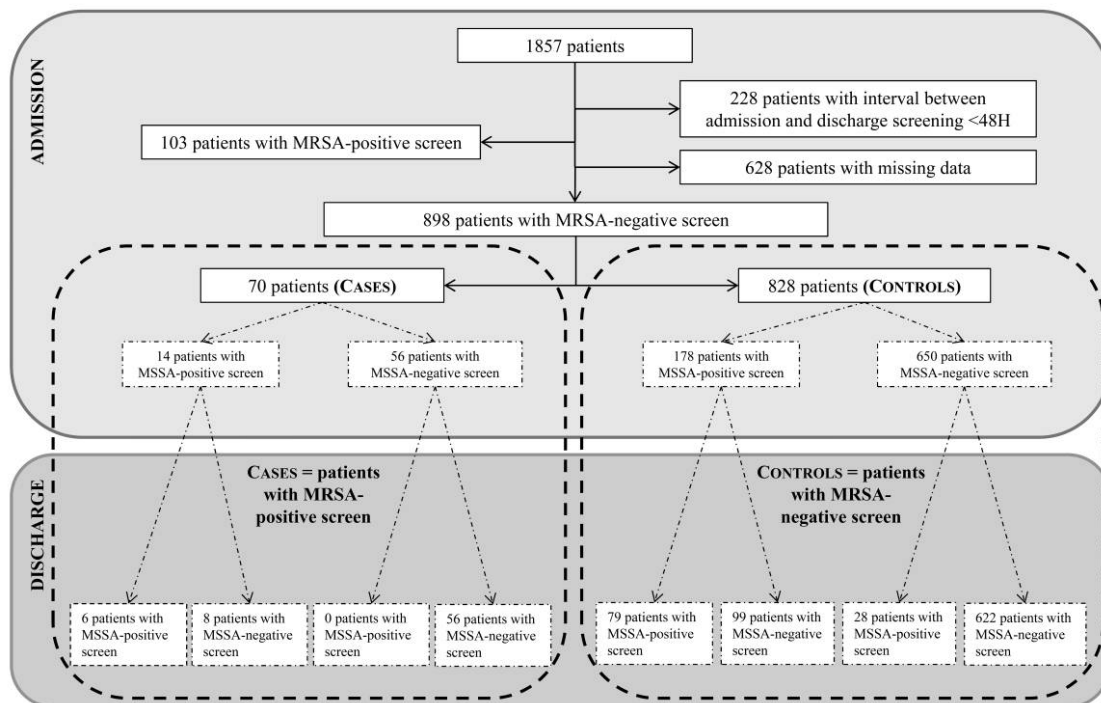 ADMISSION
1857 patients
228 patients with interval between
admission and discharge screening <48H
103 patients with MRSA-positive screen
628 patients with missing data
898 patients with MRSA-negative screen
70 patients (CASES)
828 patients (CONTROLS)
14 patients with
MSSA-positive screen
56 patients with
MSSA-negative screen
178 patients with
MSSA-positive screen
650 patients with
MSSA-negative screen
DISCHARGE
CASES = patients
with MRSA-
positive screen
CONTROLS = patients
with MRSA-
negative screen
6 patients with
MSSA-positive
screen
8 patients with
MSSA-negative
screen
0 patients with
MSSA-positive
screen
56 patients with
MSSA-negative
screen
79 patients with
MSSA-positive
screen
99 patients with
MSSA-negative
screen
28 patients with
MSSA-positive
screen
622 patients with
MSSA-negative
screen